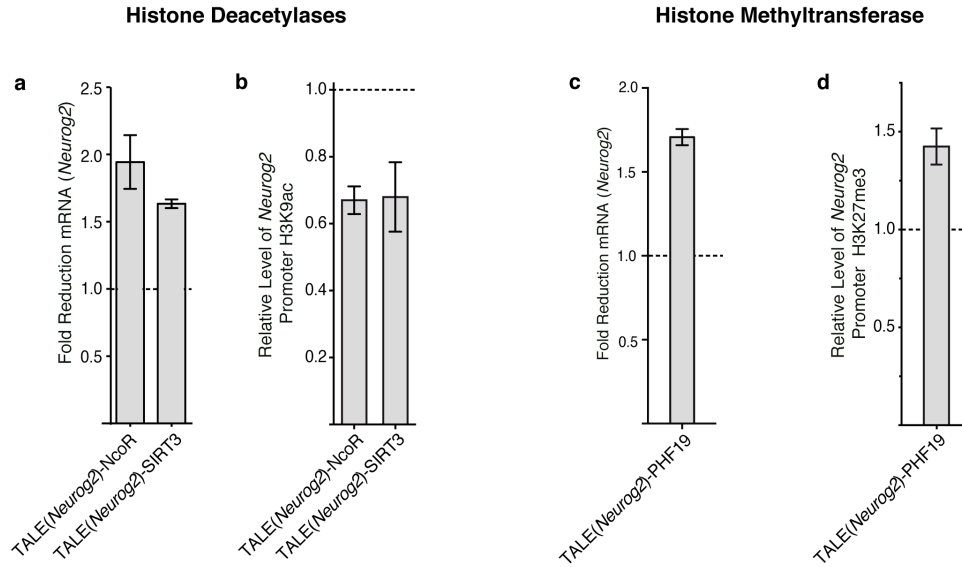 Histone Deacetylases
Histone Methyltransferase
a
Fold Reduction mRNA (Neurog2)
2.5
2.0
1.5
1.0
0.5
TALE(Neurog2)-NcoR
TALE(Neurog2)-SIRT3
b
Relative Level of Neurog2
Promoter H3K9ac
1.0
0.8
0.6
0.4
0.2
TALE(Neurog2)-NcoR
TALE(Neurog2)-SIRT3
c
Fold Reduction mRNA (Neurog2)
2.0
1.5
1.0
0.5
TALE(Neurog2)-PHF19
d
Relative Level of Neurog2
Promoter H3K27me3
1.5
1.0
0.5
TALE(Neurog2)-PHF19